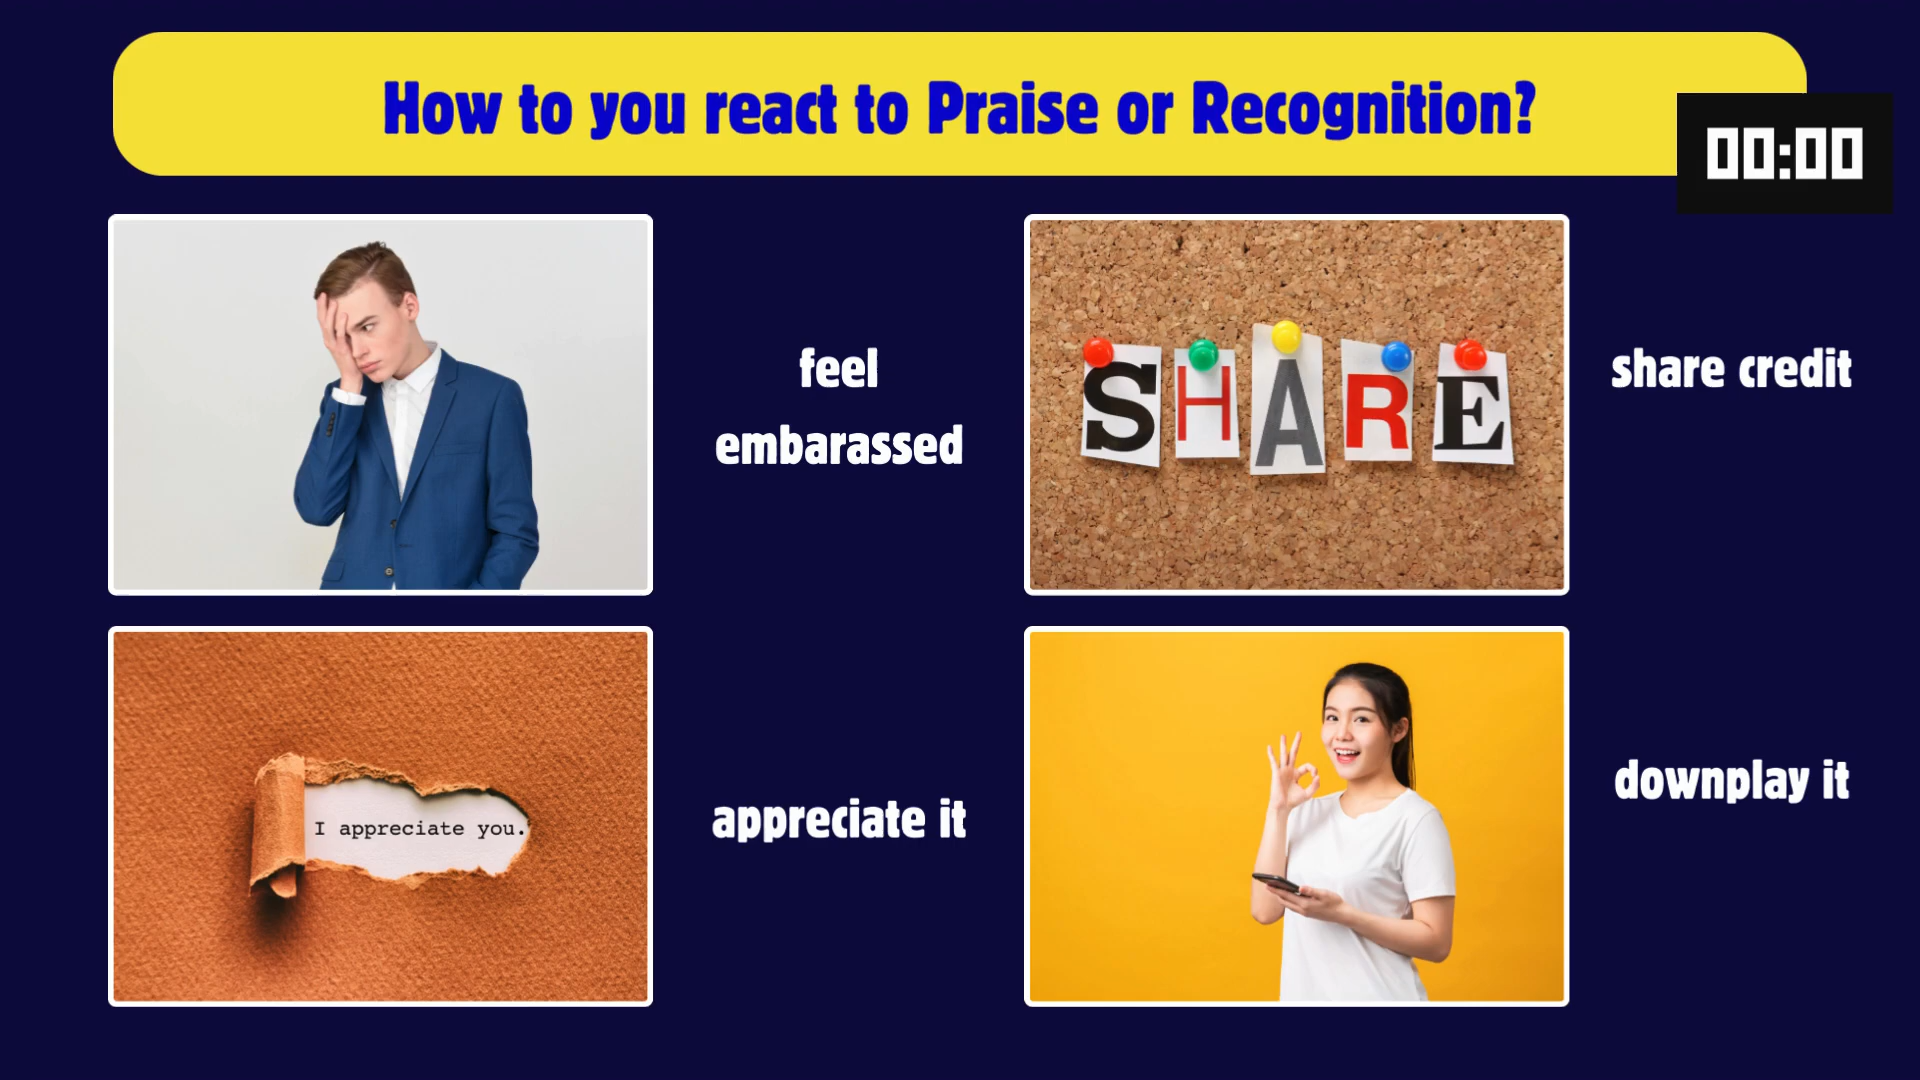 How to you react to Praise or Recognition?
00:00
feel
embarassed
SHARE
share credit
I appreciate you.
appreciate it
downplay it